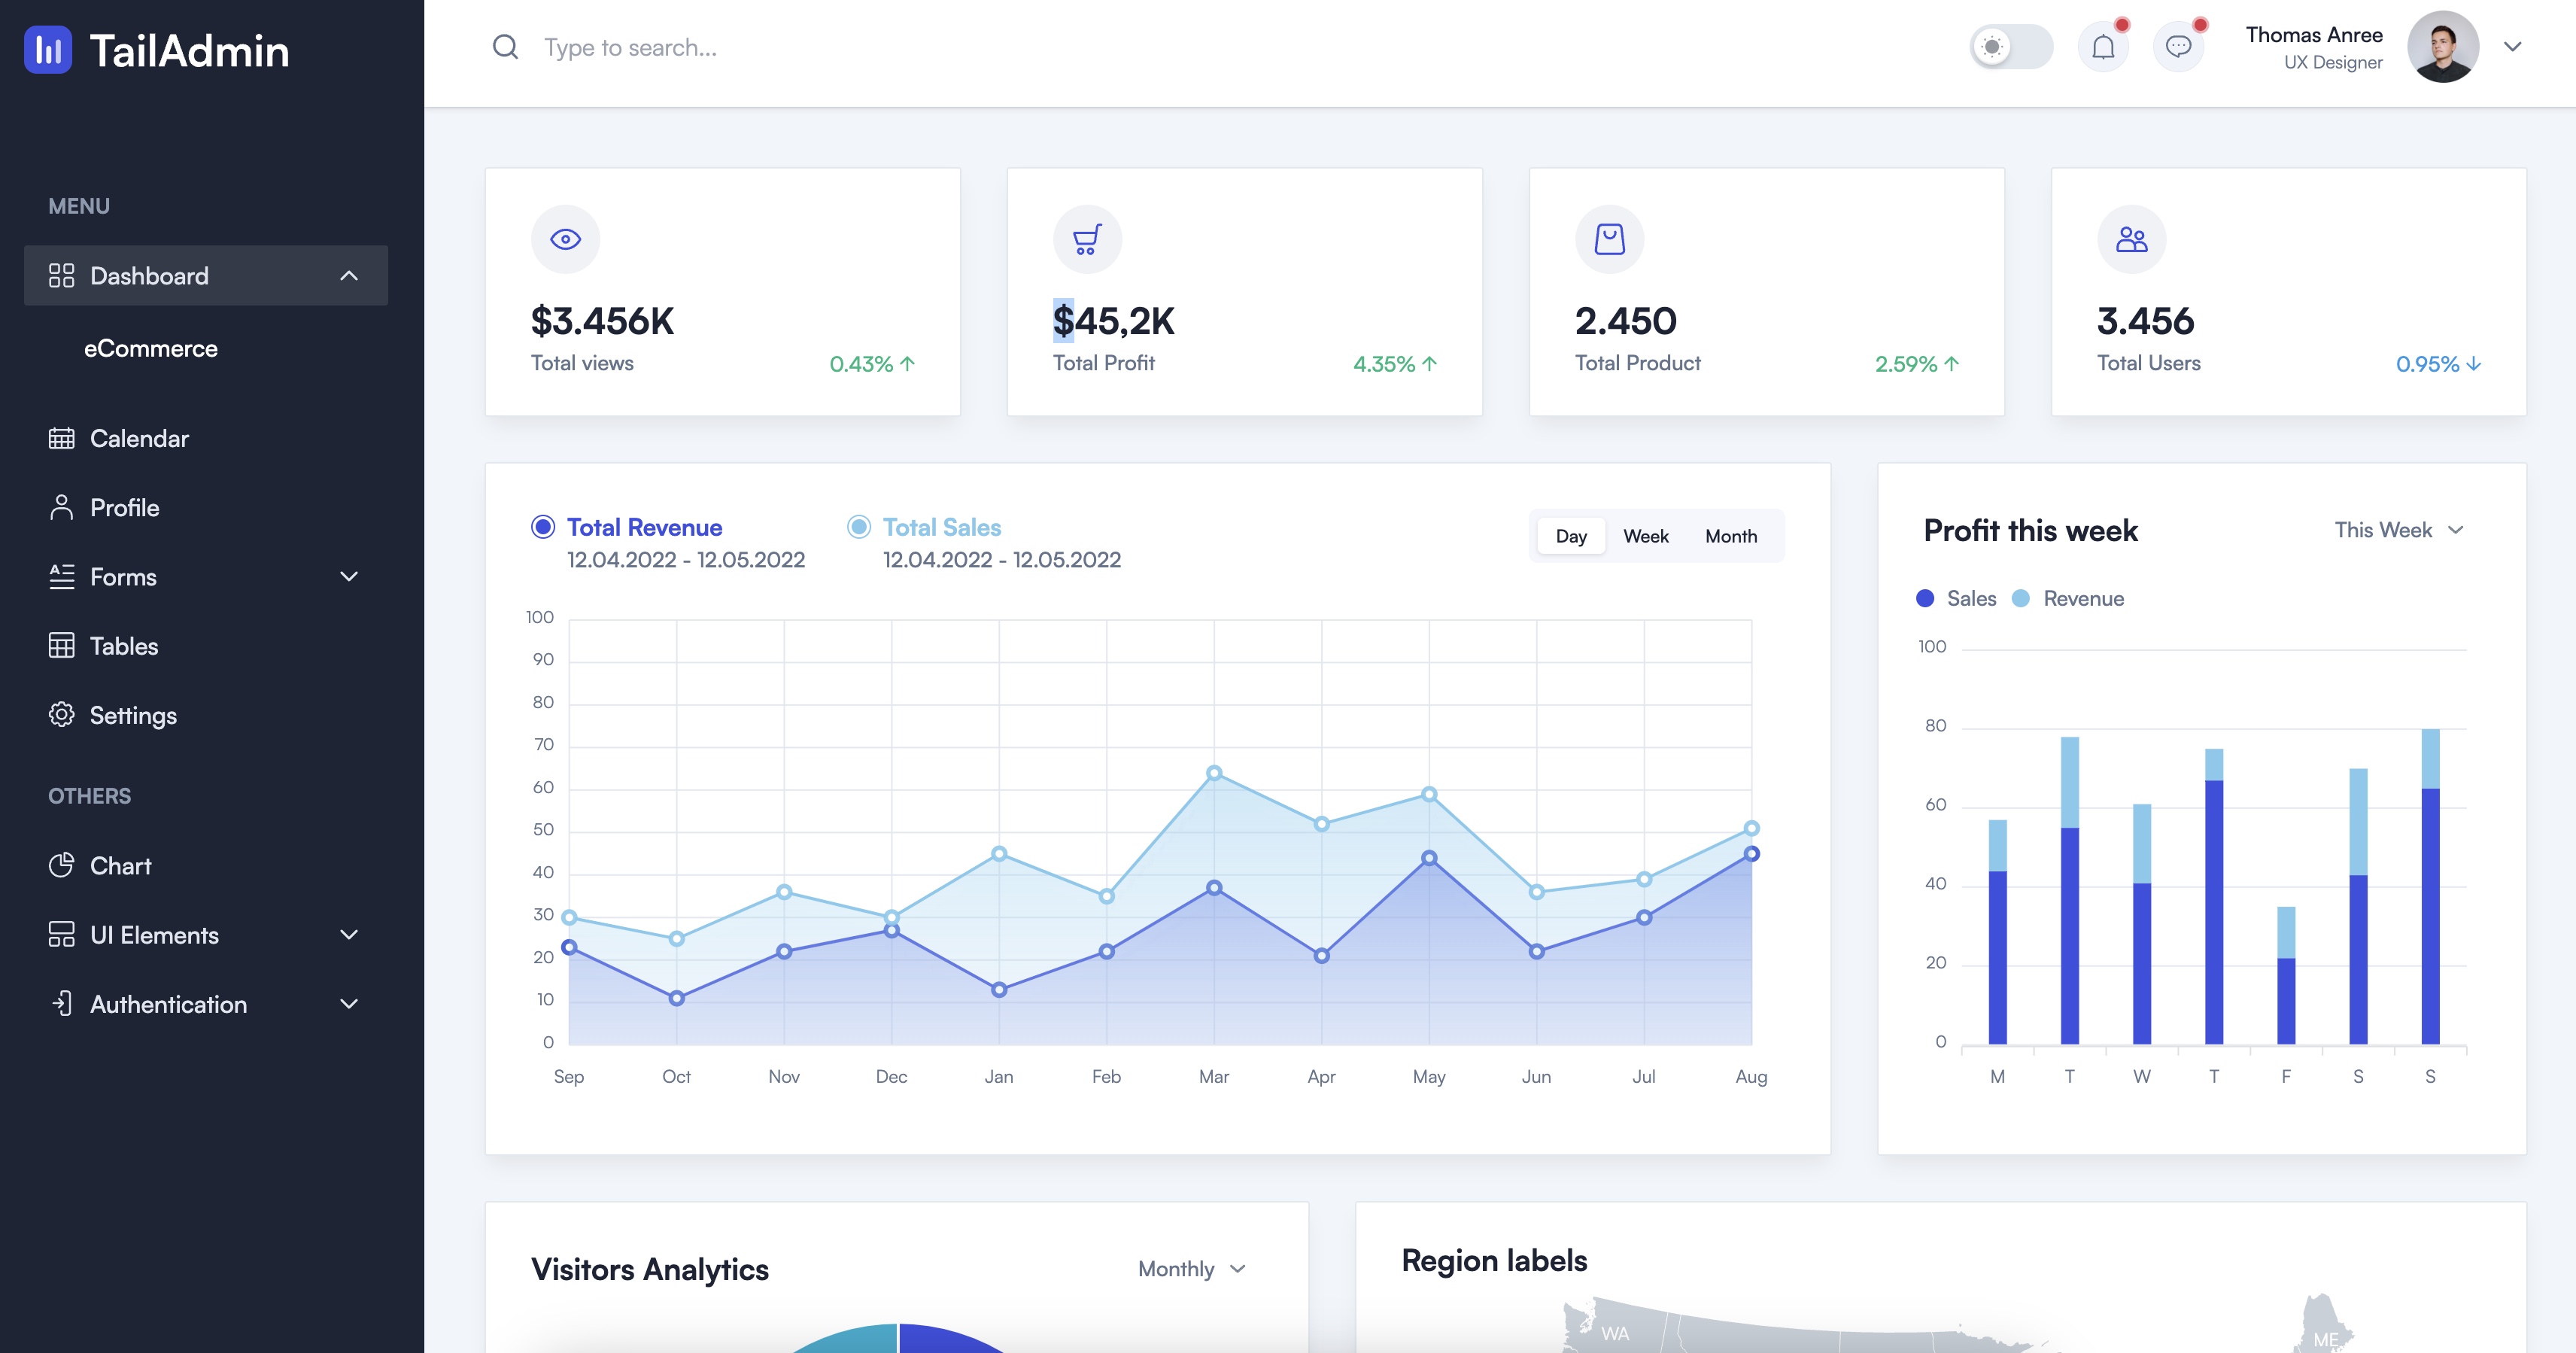 TailAdmin
Type to search...
Thomas Anree
UX Designer
MENU
Dashboard
eCommerce
Calendar
Profile
Forms
Tables
Settings
OTHERS
Chart
UI Elements
Authentication
$3.456K
Total views 0.43%
$45,2K
Total Profit 4.35%
2.450
Total Product 2.59%
3.456
Total Users 0.95%
Total Revenue
12.04.2022 - 12.05.2022
Total Sales
12.04.2022 - 12.05.2022
Day Week Month
100
90
80
70
60
50
40
30
20
10
0
Sep Oct Nov Dec Jan Feb Mar Apr May Jun Jul Aug
Profit this week This Week
Sales Revenue
100
80
60
40
20
0
M T W T F S S
Visitors Analytics Monthly
Region labels
WA ME